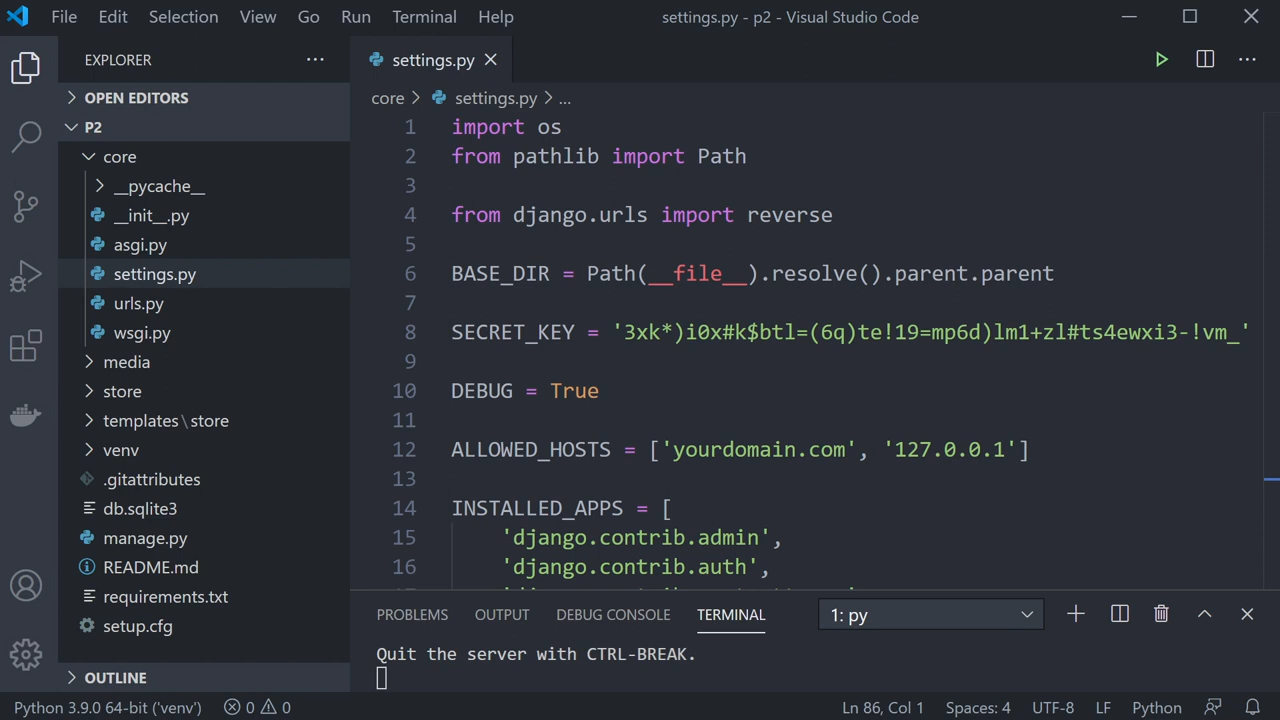 File Edit Selection View Go Run Terminal Help settings.py - p2 - Visual Studio Code
EXPLORER
OPEN EDITORS
P2
core
__pycache__
__init__.py
asgi.py
settings.py
urls.py
wsgi.py
media
store
templates\store
venv
.gitattributes
db.sqlite3
manage.py
README.md
requirements.txt
setup.cfg
OUTLINE
settings.py
core > settings.py > ...
1 import os
2 from pathlib import Path
3
4 from django.urls import reverse
5
6 BASE_DIR = Path(__file__).resolve().parent.parent
7
8 SECRET_KEY = '3xk*)i0x#k$btl=(6q)te!19=mp6d)lm1+zl#ts4ewxi3-!vm_'
9
10 DEBUG = True
11
12 ALLOWED_HOSTS = ['yourdomain.com', '127.0.0.1']
13
14 INSTALLED_APPS = [
15 'django.contrib.admin',
16 'django.contrib.auth',
PROBLEMS OUTPUT DEBUG CONSOLE TERMINAL 1: py
Quit the server with CTRL-BREAK.
Python 3.9.0 64-bit ('venv') 0 0 Ln 86, Col 1 Spaces: 4 UTF-8 LF Python